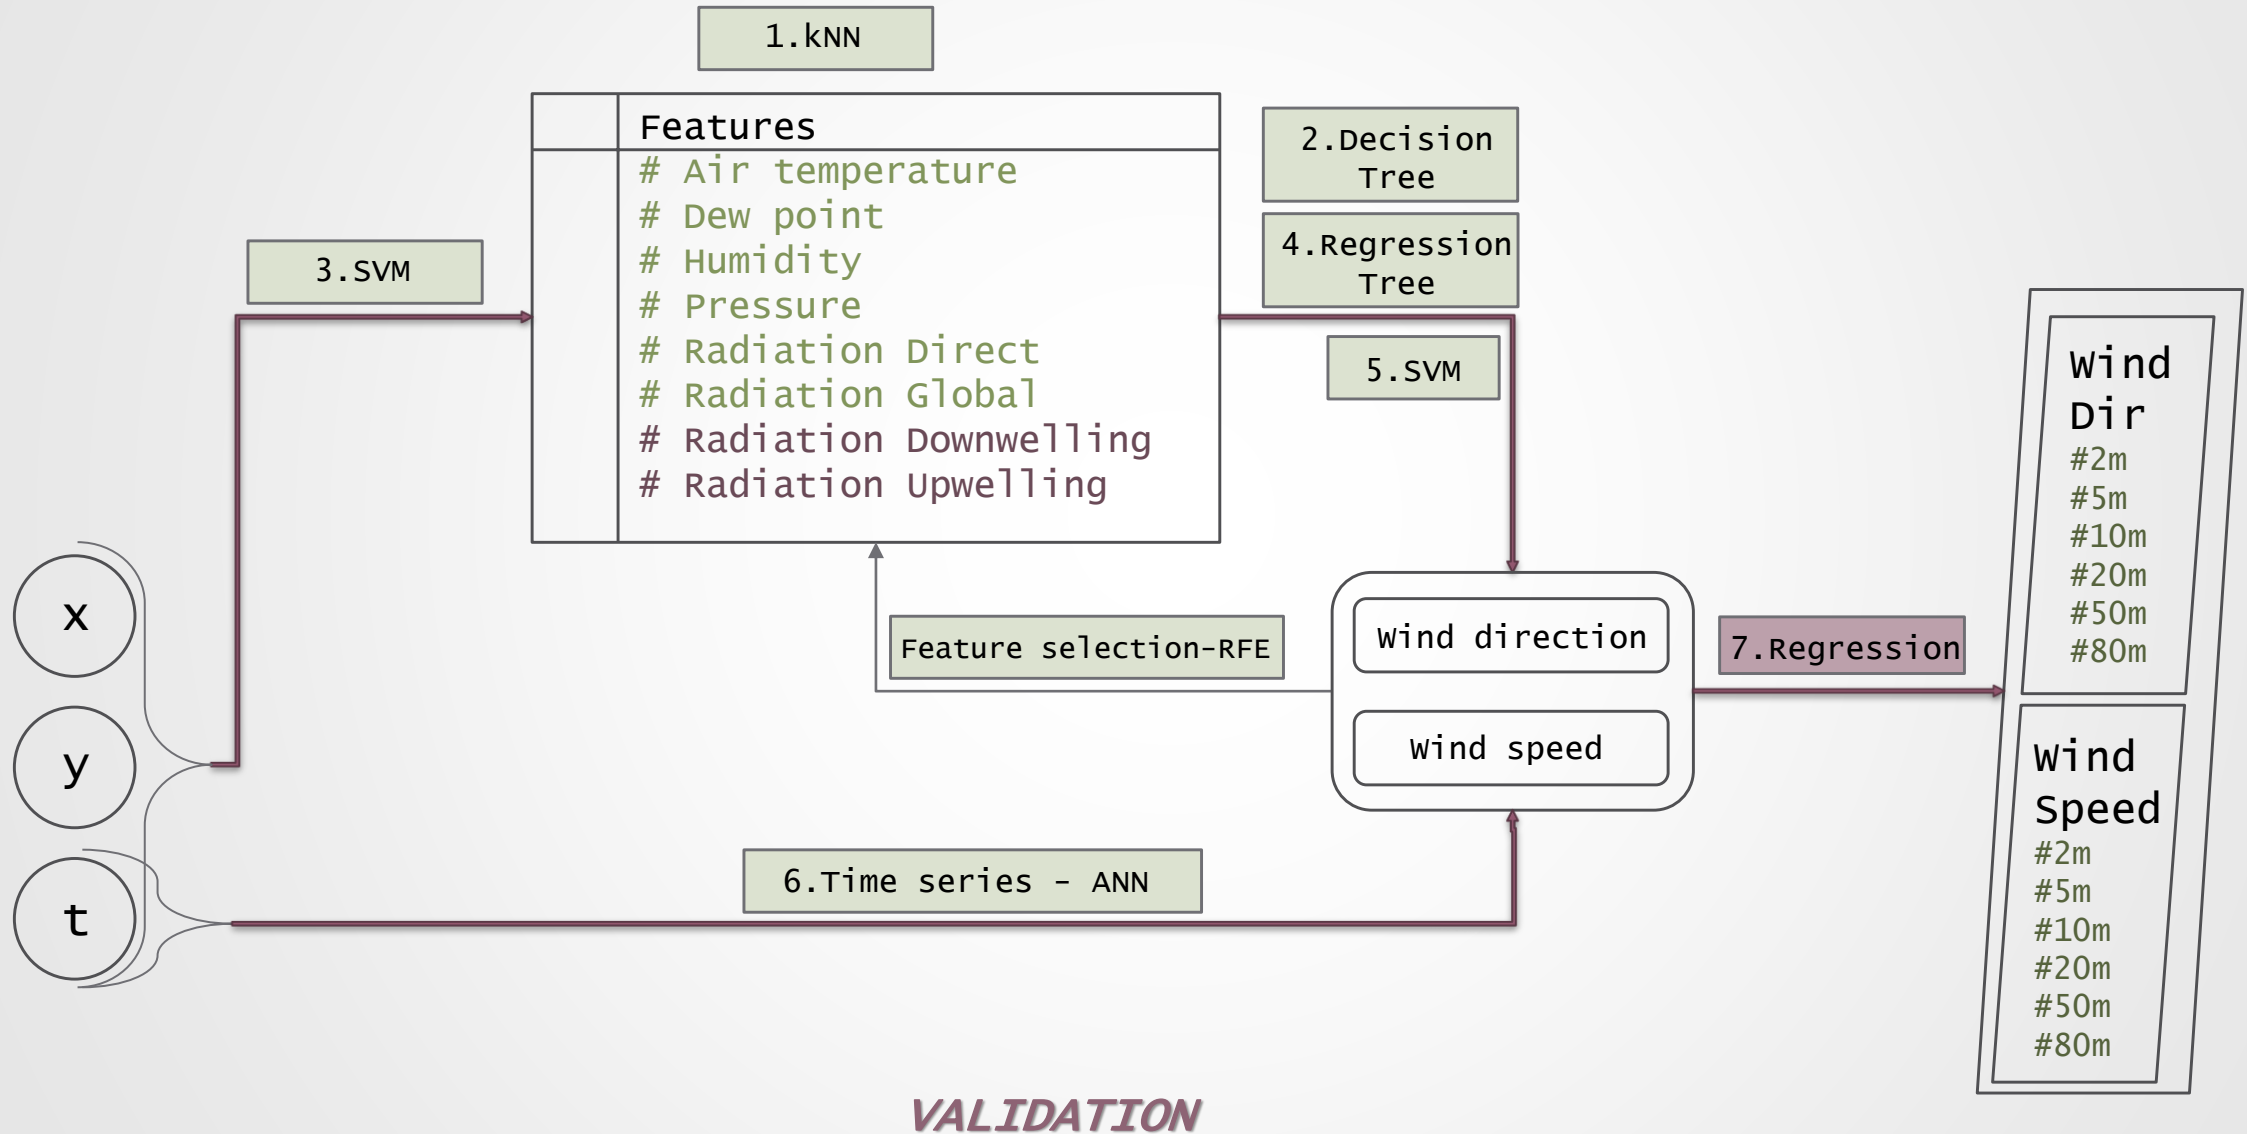 1.kNN
Features
# Air temperature
# Dew point
# Humidity
# Pressure
# Radiation Direct
# Radiation Global
# Radiation Downwelling
# Radiation Upwelling
2.Decision
Tree
4.Regression
Tree
3.SVM
5.SVM
x
y
t
Feature selection-RFE
Wind direction
Wind speed
7.Regression
6.Time series - ANN
Wind
Dir
#2m
#5m
#10m
#20m
#50m
#80m
Wind
Speed
#2m
#5m
#10m
#20m
#50m
#80m
VALIDATION